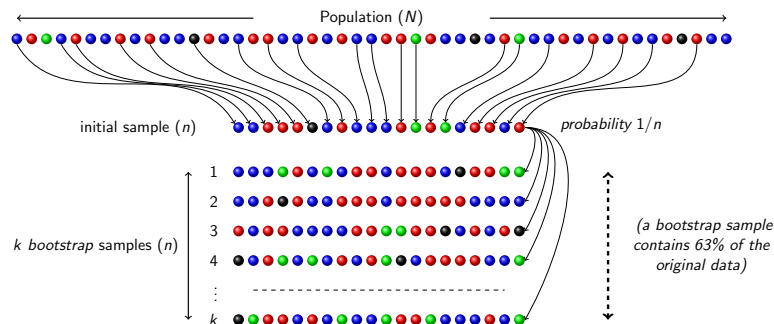 Population (N)
initial sample (n)
probability 1/n
1
2
3
4
k bootstrap samples (n)
(a bootstrap sample
contains 63% of the
original data)
⋮
k